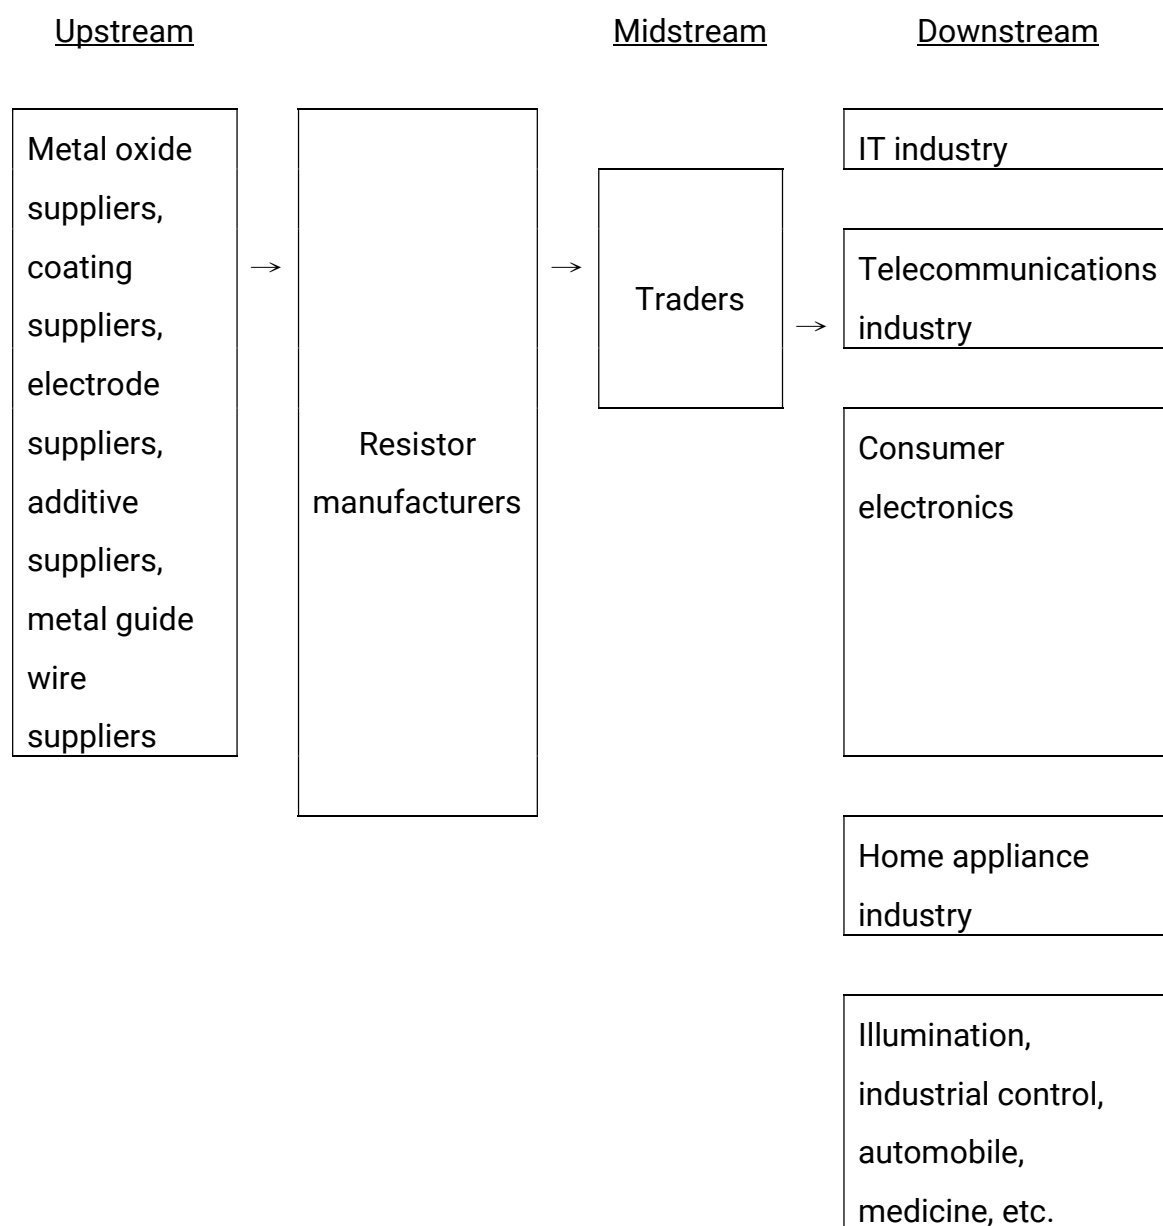 Upstream
Midstream
Downstream
Metal oxide
suppliers,
coating
suppliers,
electrode
suppliers,
additive
suppliers,
metal guide
wire
suppliers
→
Resistor
manufacturers
→
Traders
→
IT industry
Telecommunications
industry
Consumer
electronics
Home appliance
industry
Illumination,
industrial control,
automobile,
medicine, etc.